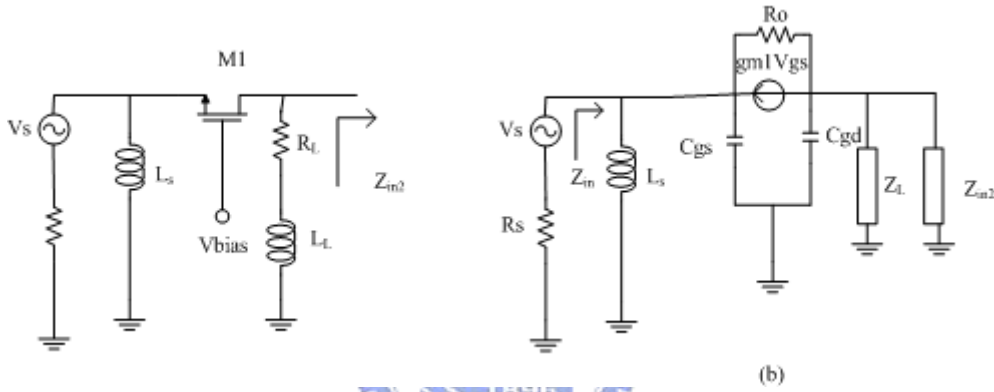 M1
Vs
Ls
RL
Zin2
Vbias
LL
Ro
gm1Vgs
Vs
Zin
Ls
Cgs
Cgd
ZL
Zin2
Rs
(b)